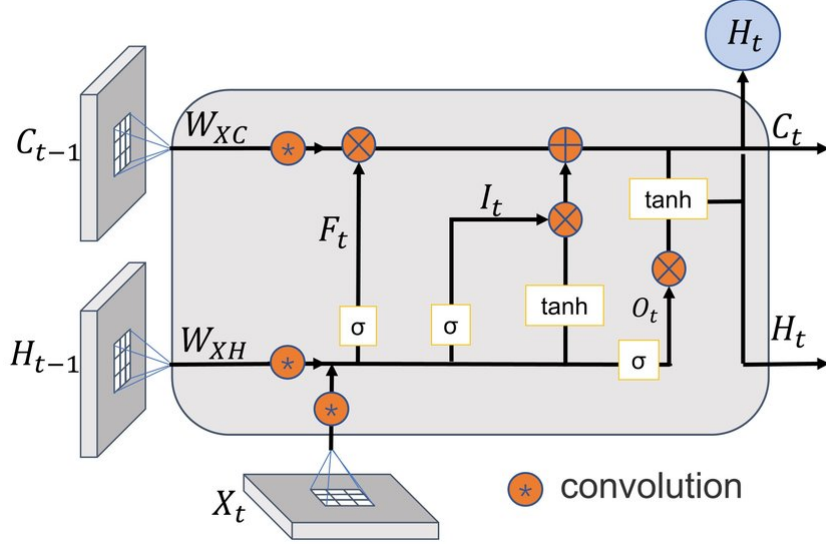 H_t
C_{t-1}
W_{XC}
*
C_t
F_t
I_t
tanh
σ
σ
tanh
O_t
σ
H_{t-1}
W_{XH}
*
H_t
*
X_t
* convolution